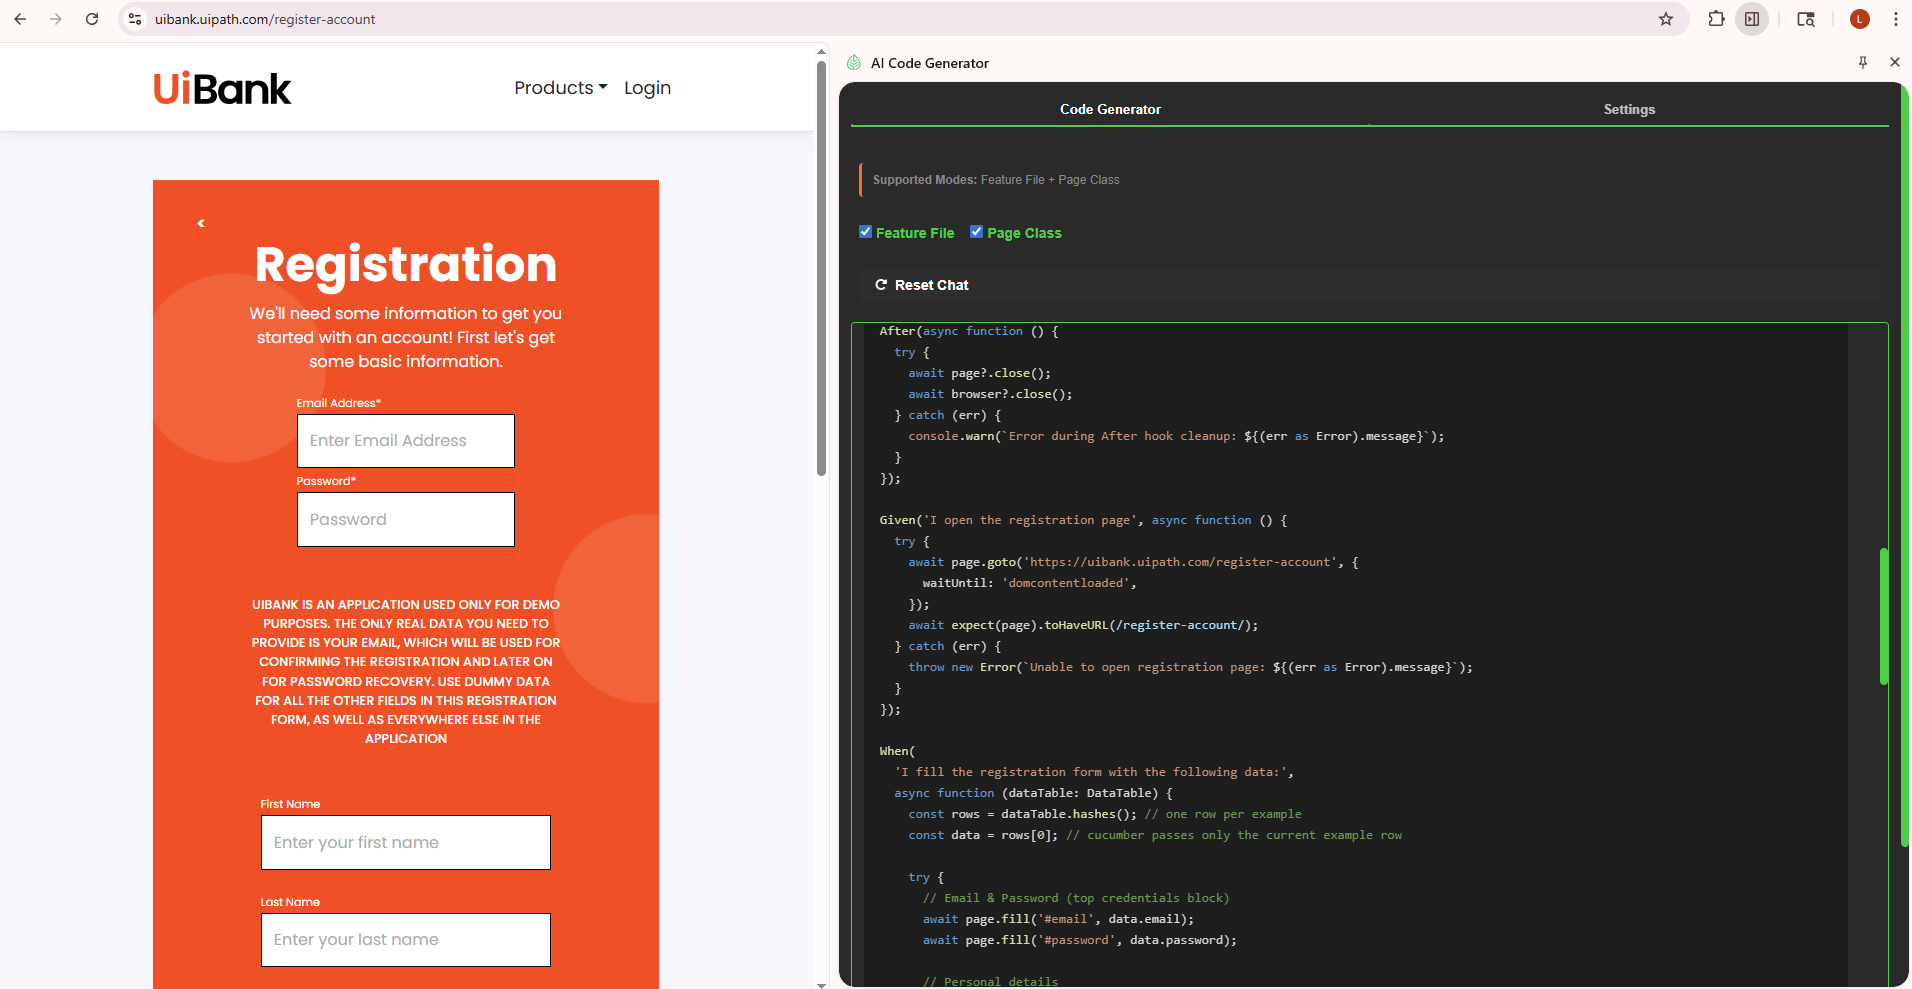 uibank.uipath.com/register-account
L
UiBank
Products
Login
<
Registration
We'll need some information to get you
started with an account! First let's get
some basic information.
Email Address*
Enter Email Address
Password*
Password
UIBANK IS AN APPLICATION USED ONLY FOR DEMO
PURPOSES. THE ONLY REAL DATA YOU NEED TO
PROVIDE IS YOUR EMAIL, WHICH WILL BE USED FOR
CONFIRMING THE REGISTRATION AND LATER ON
FOR PASSWORD RECOVERY. USE DUMMY DATA
FOR ALL THE OTHER FIELDS IN THIS REGISTRATION
FORM, AS WELL AS EVERYWHERE ELSE IN THE
APPLICATION
First Name
Enter your first name
Last Name
Enter your last name
AI Code Generator
Code Generator
Settings
Supported Modes: Feature File + Page Class
Feature File
Page Class
Reset Chat
After(async function () {
try {
await page?.close();
await browser?.close();
} catch (err) {
console.warn(`Error during After hook cleanup: ${(err as Error).message}`);
}
});
Given('I open the registration page', async function () {
try {
await page.goto('https://uibank.uipath.com/register-account', {
waitUntil: 'domcontentloaded',
});
await expect(page).toHaveURL(/register-account/);
} catch (err) {
throw new Error(`Unable to open registration page: ${(err as Error).message}`);
}
});
When(
'I fill the registration form with the following data:',
async function (dataTable: DataTable) {
const rows = dataTable.hashes(); // one row per example
const data = rows[0]; // cucumber passes only the current example row
try {
// Email & Password (top credentials block)
await page.fill('#email', data.email);
await page.fill('#password', data.password);
// Personal details